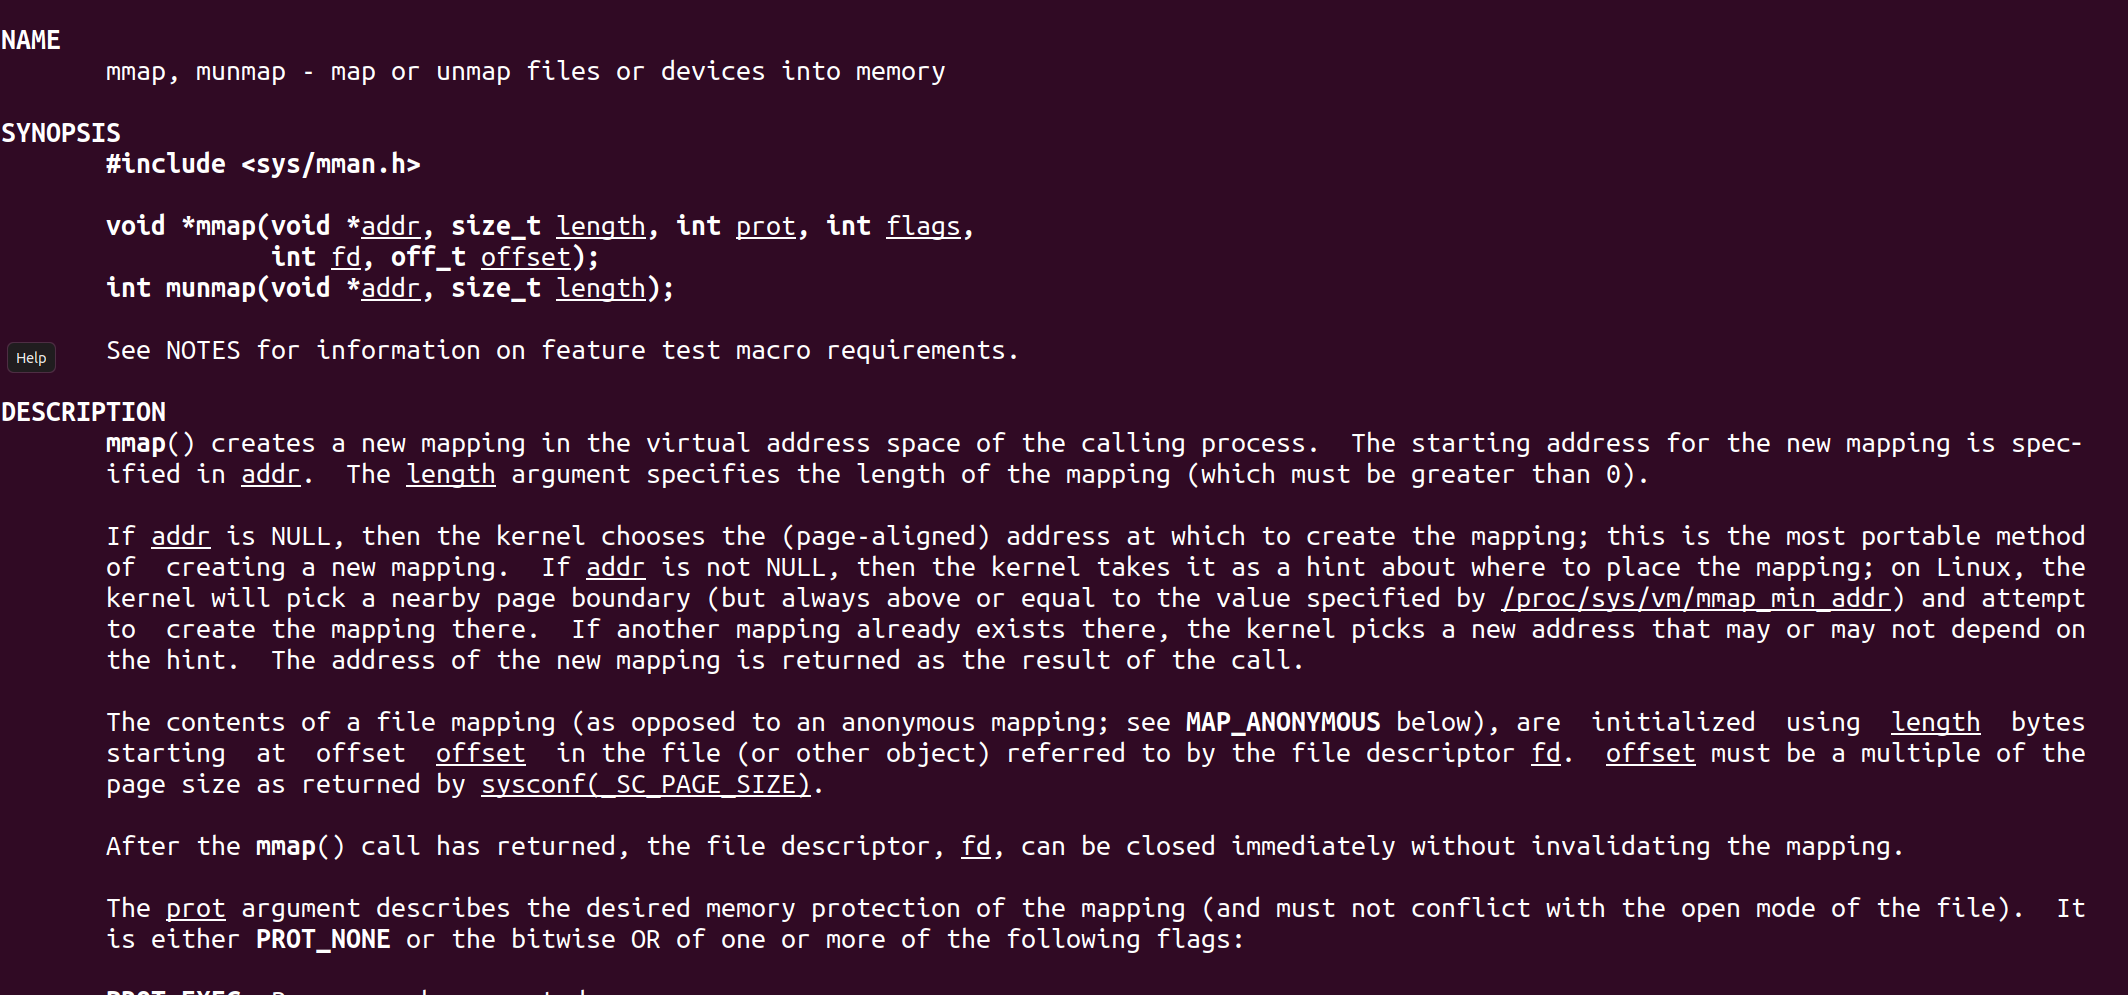 NAME
mmap, munmap - map or unmap files or devices into memory
SYNOPSIS
#include <sys/mman.h>
void *mmap(void *addr, size_t length, int prot, int flags,
int fd, off_t offset);
int munmap(void *addr, size_t length);
See NOTES for information on feature test macro requirements.
Help
DESCRIPTION
mmap() creates a new mapping in the virtual address space of the calling process.  The starting address for the new mapping is spec-
ified in addr.  The length argument specifies the length of the mapping (which must be greater than 0).
If addr is NULL, then the kernel chooses the (page-aligned) address at which to create the mapping; this is the most portable method
of  creating a new mapping.  If addr is not NULL, then the kernel takes it as a hint about where to place the mapping; on Linux, the
kernel will pick a nearby page boundary (but always above or equal to the value specified by /proc/sys/vm/mmap_min_addr) and attempt
to  create the mapping there.  If another mapping already exists there, the kernel picks a new address that may or may not depend on
the hint.  The address of the new mapping is returned as the result of the call.
The contents of a file mapping (as opposed to an anonymous mapping; see MAP_ANONYMOUS below), are  initialized  using  length  bytes
starting  at  offset  offset  in the file (or other object) referred to by the file descriptor fd.  offset must be a multiple of the
page size as returned by sysconf(_SC_PAGE_SIZE).
After the mmap() call has returned, the file descriptor, fd, can be closed immediately without invalidating the mapping.
The prot argument describes the desired memory protection of the mapping (and must not conflict with the open mode of the file).  It
is either PROT_NONE or the bitwise OR of one or more of the following flags: